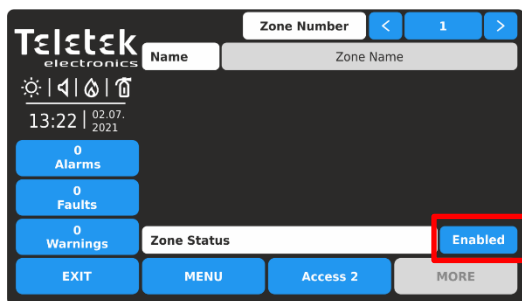 Teletek
electronics
Zone Number < 1 >
Name Zone Name
13:22 02.07.
2021
0
Alarms
0
Faults
0
Warnings
Zone Status Enabled
EXIT MENU Access 2 MORE